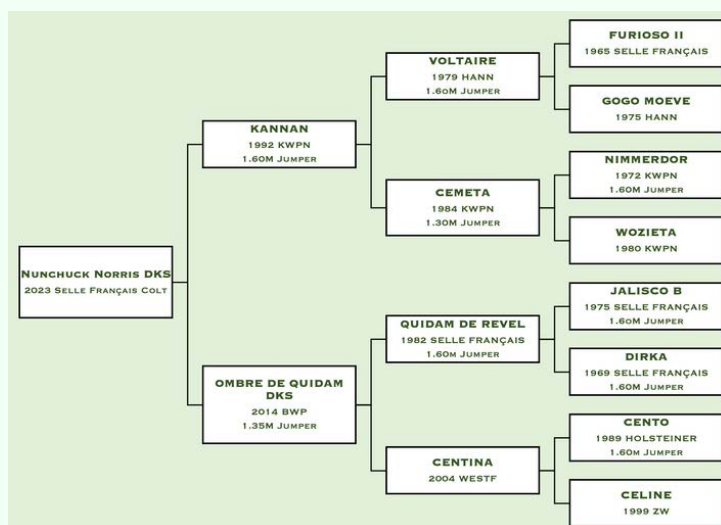 NUNCHUCK NORRIS DKS
2023 SELLE FRANÇAIS COLT
KANNAN
1992 KWPN
1.60M JUMPER
OMBRE DE QUIDAM
DKS
2014 BWP
1.35M JUMPER
VOLTAIRE
1979 HANN
1.60M JUMPER
CEMETA
1984 KWPN
1.30M JUMPER
QUIDAM DE REVEL
1982 SELLE FRANÇAIS
1.60M JUMPER
CENTINA
2004 WESTF
FURIOSO II
1965 SELLE FRANÇAIS
GOGO MOEVE
1975 HANN
NIMMERDOR
1972 KWPN
1.60M JUMPER
WOZIETA
1980 KWPN
JALISCO B
1975 SELLE FRANÇAIS
1.60M JUMPER
DIRKA
1969 SELLE FRANÇAIS
1.60M JUMPER
CENTO
1989 HOLSTEINER
1.60M JUMPER
CELINE
1999 ZW